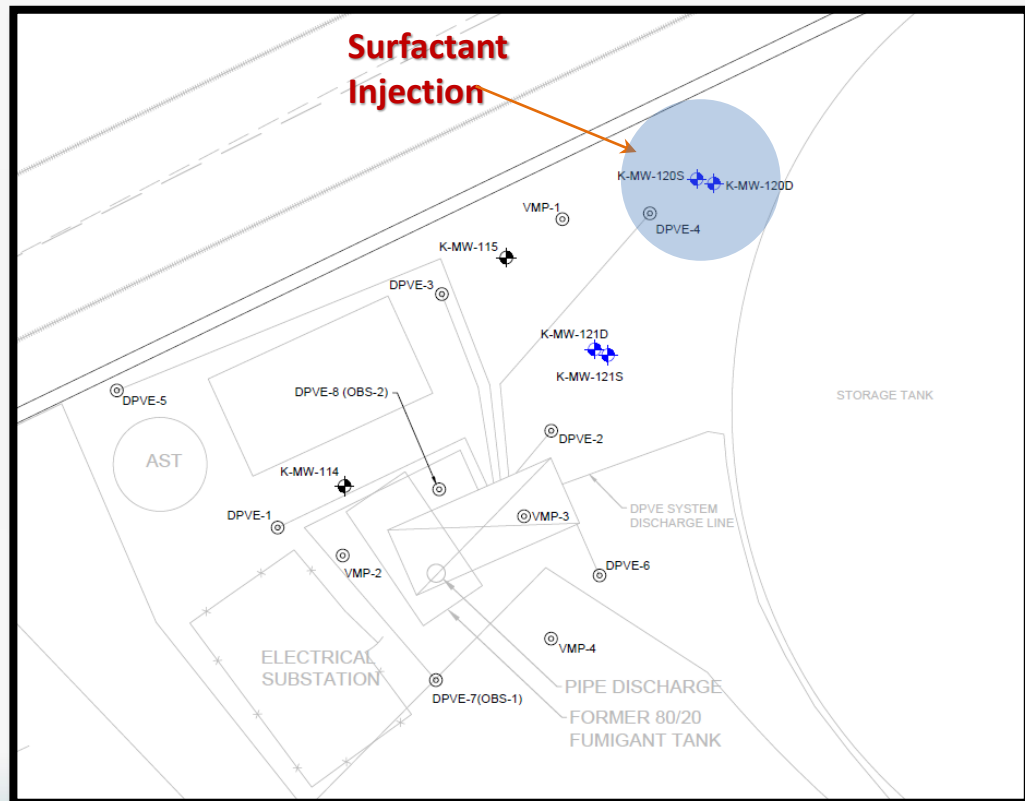 Surfactant
Injection
K-MW-120S
K-MW-120D
VMP-1
DPVE-4
K-MW-115
DPVE-3
K-MW-121D
K-MW-121S
DPVE-5
DPVE-8 (OBS-2)
STORAGE TANK
DPVE-2
AST
K-MW-114
DPVE SYSTEM
DISCHARGE LINE
VMP-3
DPVE-1
VMP-2
DPVE-6
VMP-4
ELECTRICAL
SUBSTATION
DPVE-7(OBS-1)
PIPE DISCHARGE
FORMER 80/20
FUMIGANT TANK